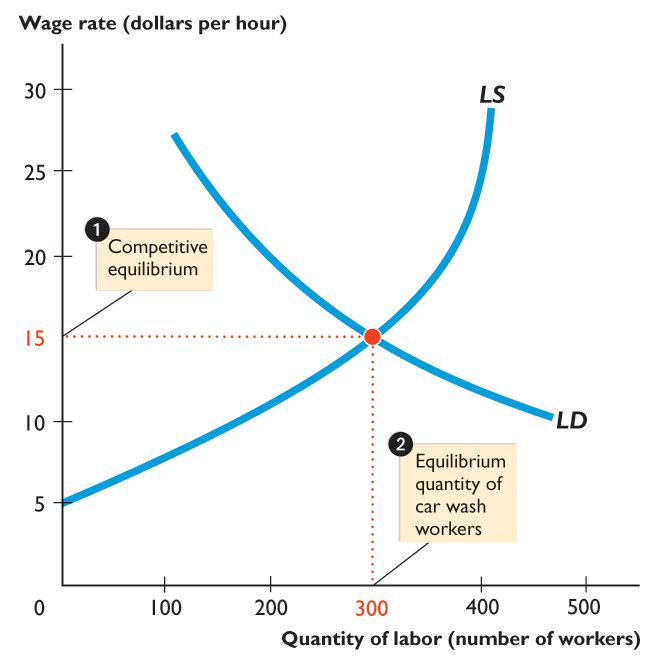 Wage rate (dollars per hour)
30
25
20
15
10
5
0
100
200
300
400
500
LS
LD
1
Competitive
equilibrium
2
Equilibrium
quantity of
car wash
workers
Quantity of labor (number of workers)